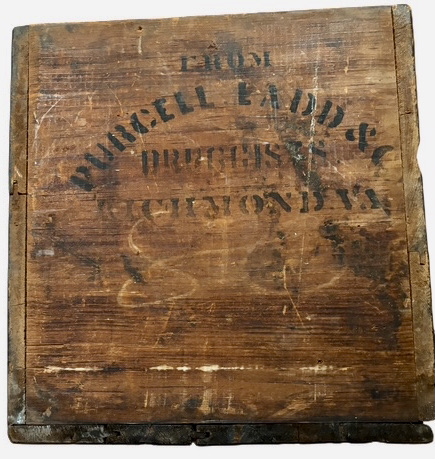 FROM
PURCELL LADD & C
DRUGGISTS
RICHMOND VA